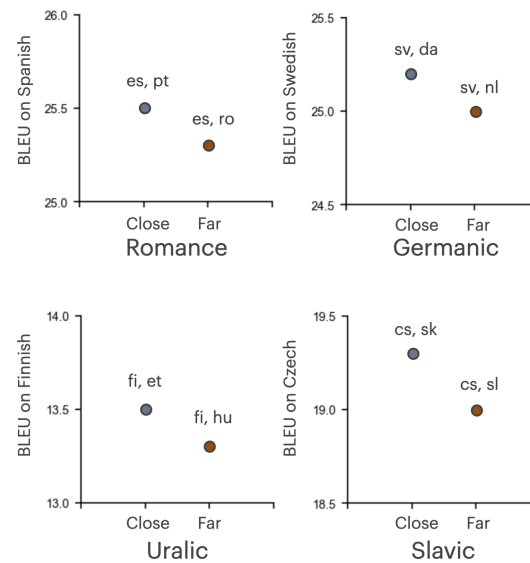 BLEU on Spanish
26.0
25.5
25.0
es, pt
es, ro
Close Far
Romance
BLEU on Swedish
25.5
25.0
24.5
sv, da
sv, nl
Close Far
Germanic
BLEU on Finnish
14.0
13.5
13.0
fi, et
fi, hu
Close Far
Uralic
BLEU on Czech
19.5
19.0
18.5
cs, sk
cs, sl
Close Far
Slavic